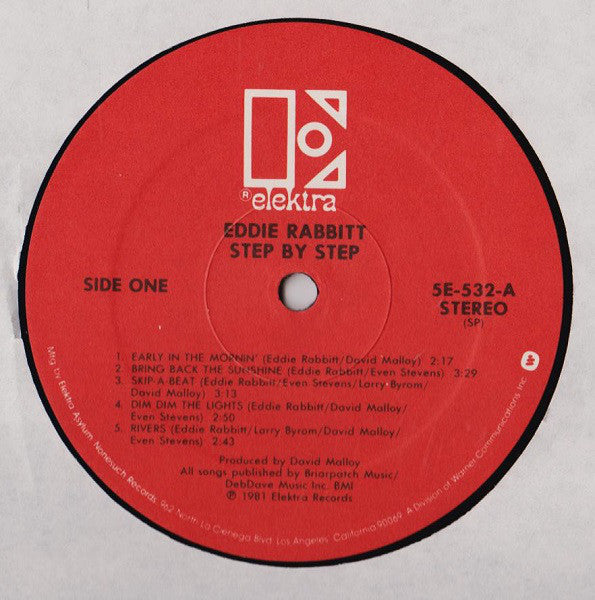 ® elektra
EDDIE RABBITT
STEP BY STEP
SIDE ONE
5E-532-A
STEREO
(SP)
1. EARLY IN THE MORNIN' (Eddie Rabbitt/David Malloy) 2:17
2. BRING BACK THE SUNSHINE (Eddie Rabbitt/Even Stevens) 3:29
3. SKIP-A-BEAT (Eddie Rabbitt/Even Stevens/Larry Byrom/
David Malloy) 3:13
4. DIM DIM THE LIGHTS (Eddie Rabbitt/David Malloy/
Even Stevens) 2:50
5. RIVERS (Eddie Rabbitt/Larry Byrom/David Malloy/
Even Stevens) 2:43
Produced by David Malloy
All songs published by Briarpatch Music/
DebDave Music Inc. BMI
℗ 1981 Elektra Records
Mfg. by Elektra/Asylum/Nonesuch Records, 962 North La Cienega Blvd. Los Angeles, California 90069. A Division of Warner Communications Inc.